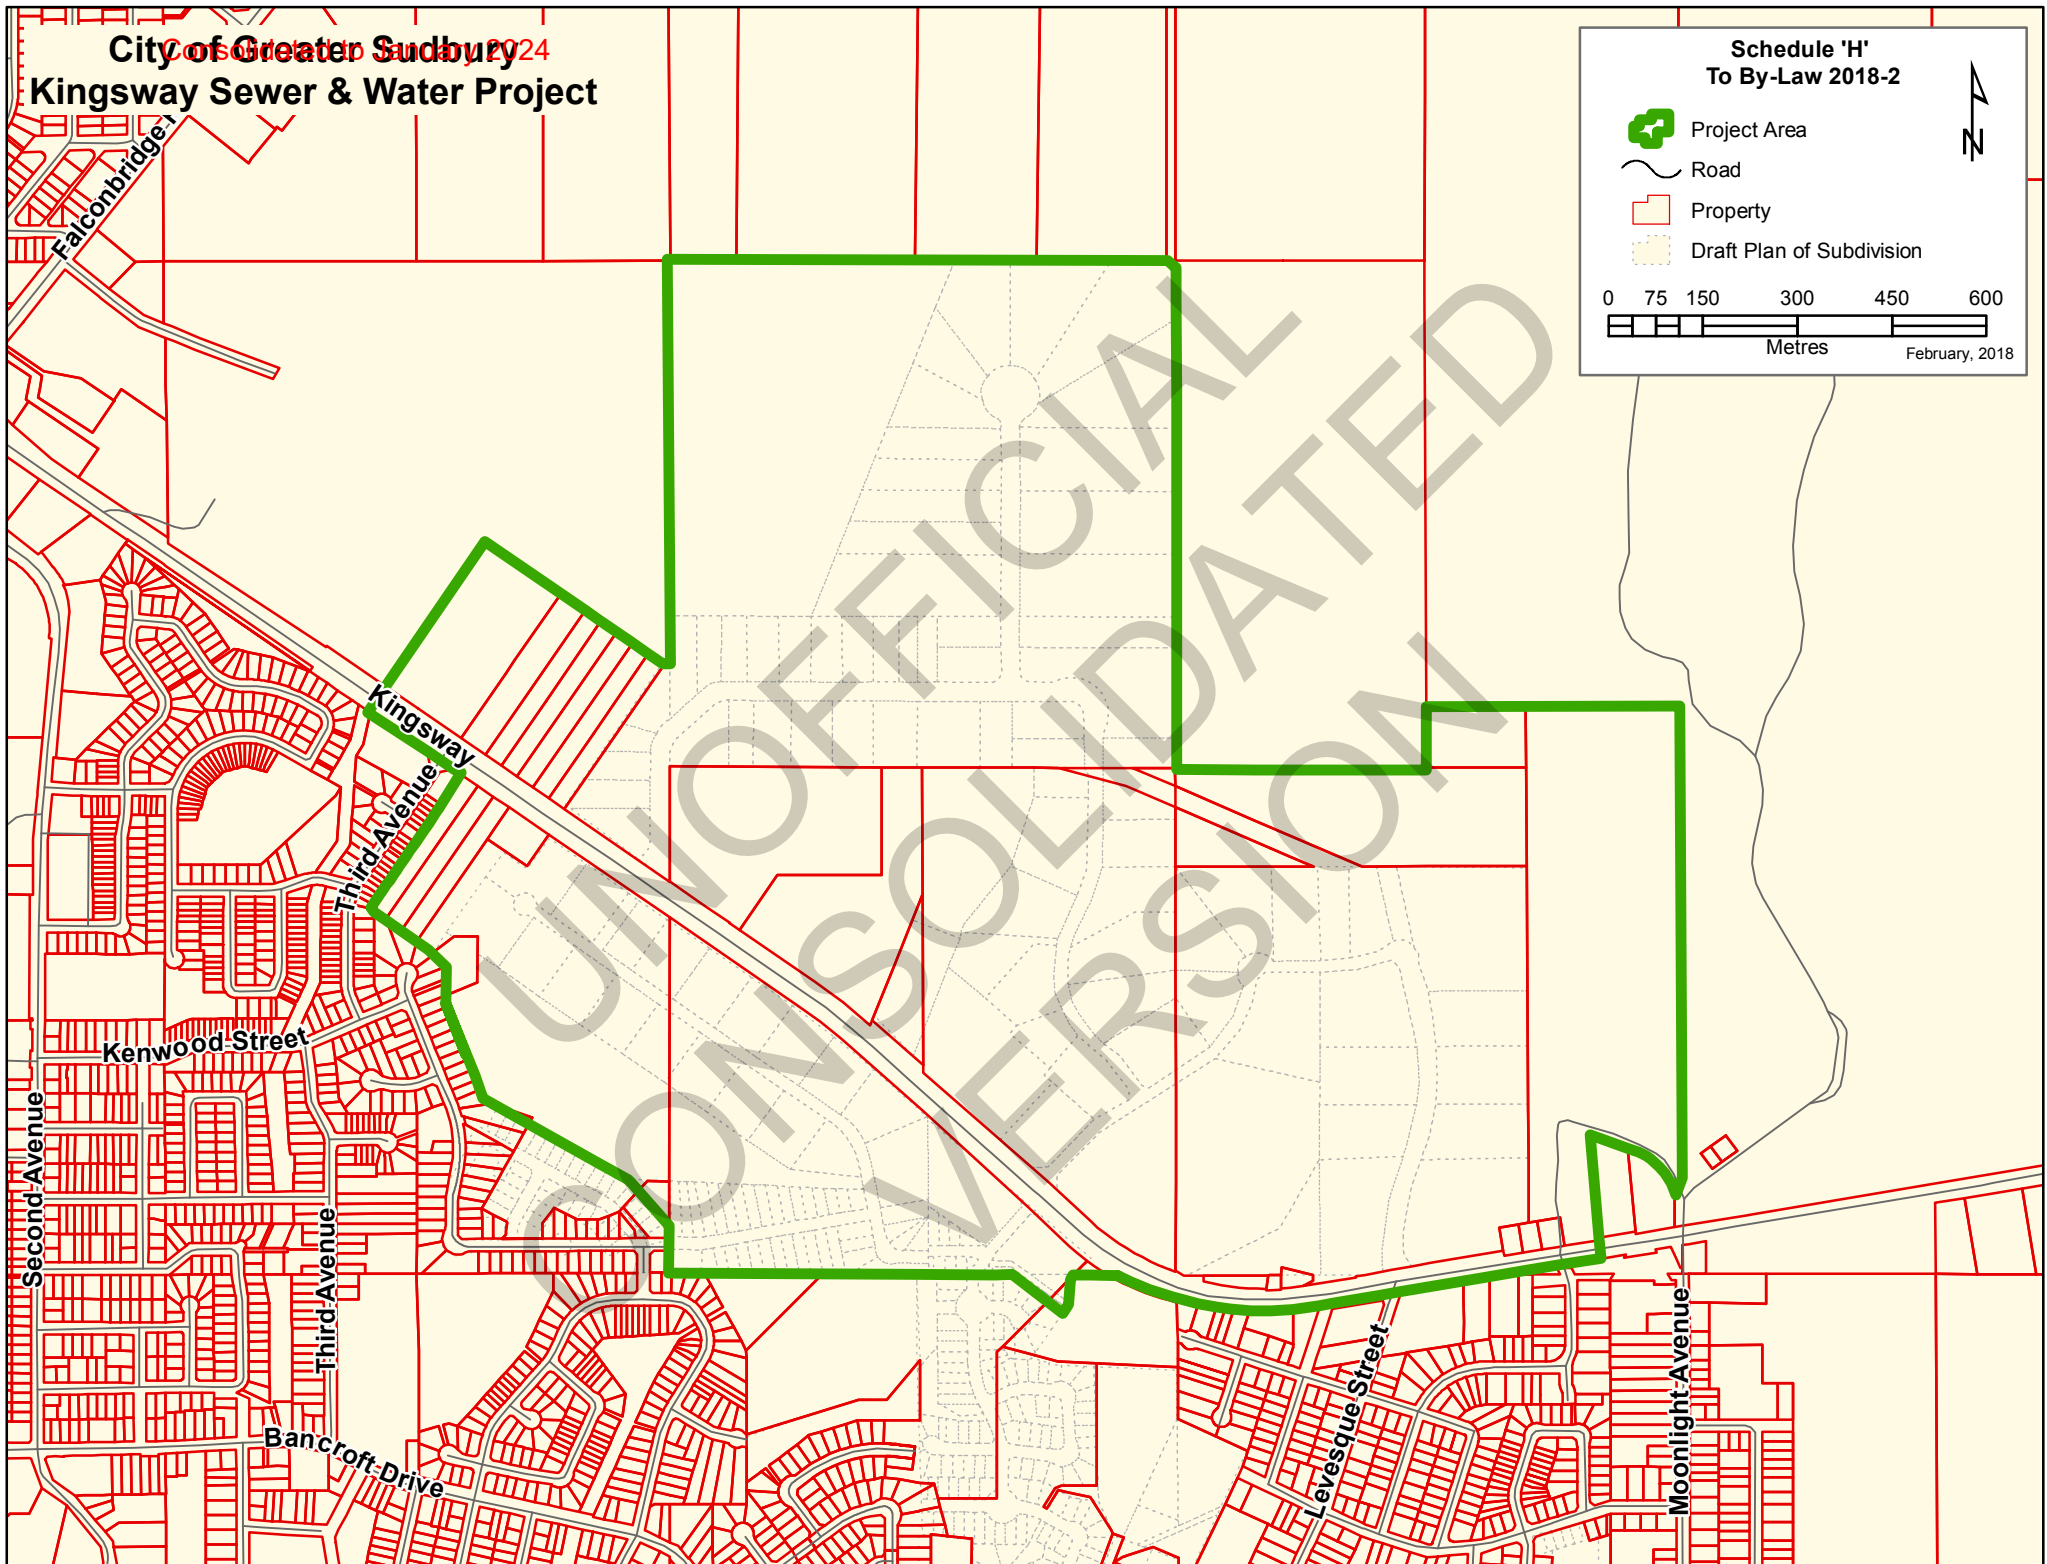 City of Greater Sudbury
Consolidated to January 2024
Kingsway Sewer & Water Project
Schedule 'H'
To By-Law 2018-2
Project Area
Road
Property
Draft Plan of Subdivision
N
0 75 150 300 450 600
Metres
February, 2018
UNOFFICIAL
CONSOLIDATED
VERSION
Kingsway
Third Avenue
Kenwood Street
Second Avenue
Third Avenue
Bancroft Drive
Levesque Street
Moonlight Avenue